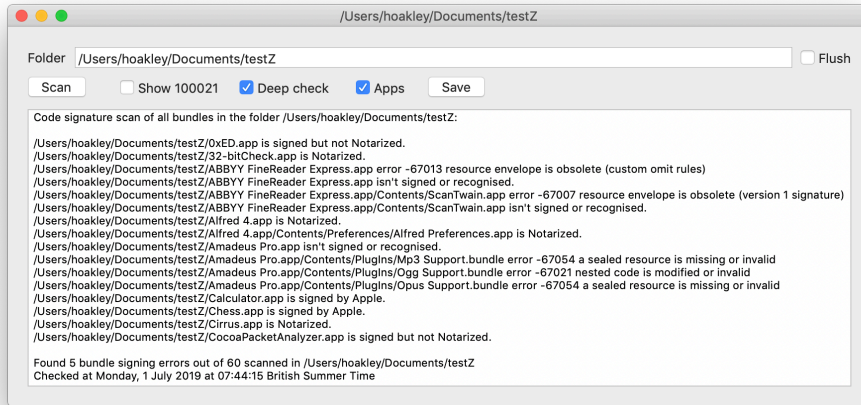 /Users/hoakley/Documents/testZ
Folder /Users/hoakley/Documents/testZ Flush
Scan Show 100021 Deep check Apps Save
Code signature scan of all bundles in the folder /Users/hoakley/Documents/testZ:
/Users/hoakley/Documents/testZ/0xED.app is signed but not Notarized.
/Users/hoakley/Documents/testZ/32-bitCheck.app is Notarized.
/Users/hoakley/Documents/testZ/ABBYY FineReader Express.app error -67013 resource envelope is obsolete (custom omit rules)
/Users/hoakley/Documents/testZ/ABBYY FineReader Express.app isn't signed or recognised.
/Users/hoakley/Documents/testZ/ABBYY FineReader Express.app/Contents/ScanTwain.app error -67007 resource envelope is obsolete (version 1 signature)
/Users/hoakley/Documents/testZ/ABBYY FineReader Express.app/Contents/ScanTwain.app isn't signed or recognised.
/Users/hoakley/Documents/testZ/Alfred 4.app is Notarized.
/Users/hoakley/Documents/testZ/Alfred 4.app/Contents/Preferences/Alfred Preferences.app is Notarized.
/Users/hoakley/Documents/testZ/Amadeus Pro.app isn't signed or recognised.
/Users/hoakley/Documents/testZ/Amadeus Pro.app/Contents/PlugIns/Mp3 Support.bundle error -67054 a sealed resource is missing or invalid
/Users/hoakley/Documents/testZ/Amadeus Pro.app/Contents/PlugIns/Ogg Support.bundle error -67021 nested code is modified or invalid
/Users/hoakley/Documents/testZ/Amadeus Pro.app/Contents/PlugIns/Opus Support.bundle error -67054 a sealed resource is missing or invalid
/Users/hoakley/Documents/testZ/Calculator.app is signed by Apple.
/Users/hoakley/Documents/testZ/Chess.app is signed by Apple.
/Users/hoakley/Documents/testZ/Cirrus.app is Notarized.
/Users/hoakley/Documents/testZ/CocoaPacketAnalyzer.app is signed but not Notarized.
Found 5 bundle signing errors out of 60 scanned in /Users/hoakley/Documents/testZ
Checked at Monday, 1 July 2019 at 07:44:15 British Summer Time